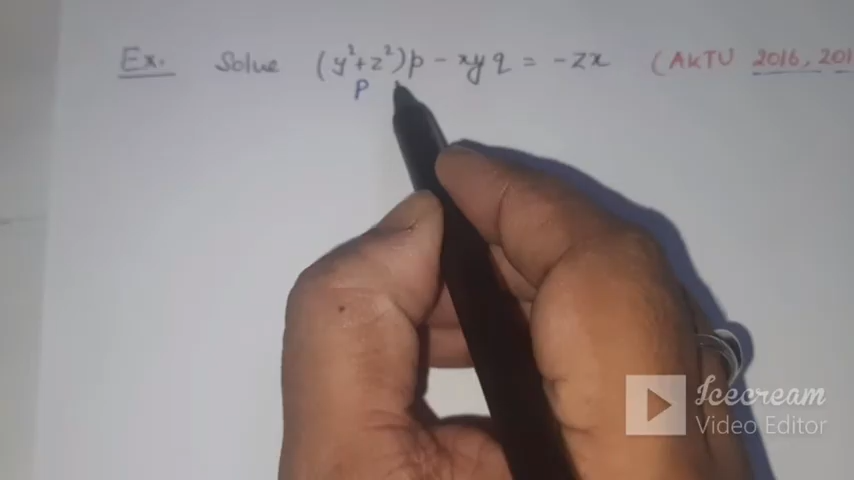 Ex. Solve (y²+z²)p - xyq = -zx (AKTU 2016, 201
P
Icecream
Video Editor